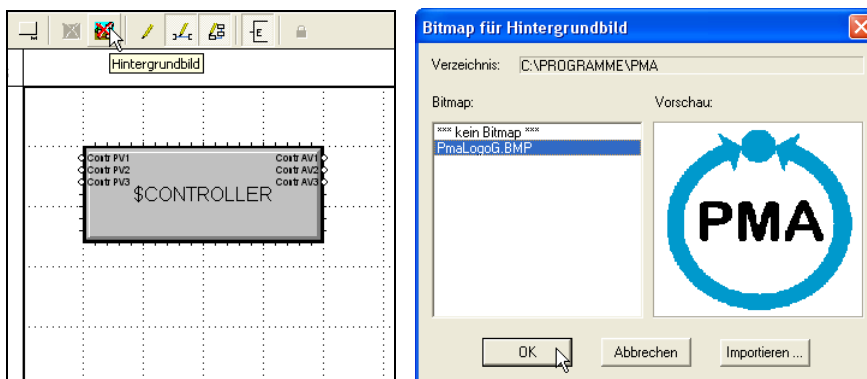 E
Hintergrundbild
Contr PV1
Contr PV2
Contr PV3
Contr AV1
Contr AV2
Contr AV3
$CONTROLLER
Bitmap für Hintergrundbild
Verzeichnis: C:\PROGRAMME\PMA
Bitmap: Vorschau:
*** kein Bitmap ***
PmaLogoG.BMP
PMA
OK Abbrechen Importieren ...